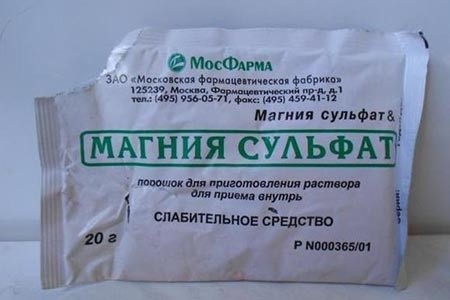 МОСФАРМА
ЗАО «Московская фармацевтическая фабрика»
125239, Москва, Фармацевтический пр-д, д.1
тел.: (495) 956-05-71, факс: (495) 459-41-12
Магния сульфат &
МАГНИЯ СУЛЬФАТ
порошок для приготовления раствора
для приема внутрь
СЛАБИТЕЛЬНОЕ СРЕДСТВО
20 г
Р N000365/01
Серия: